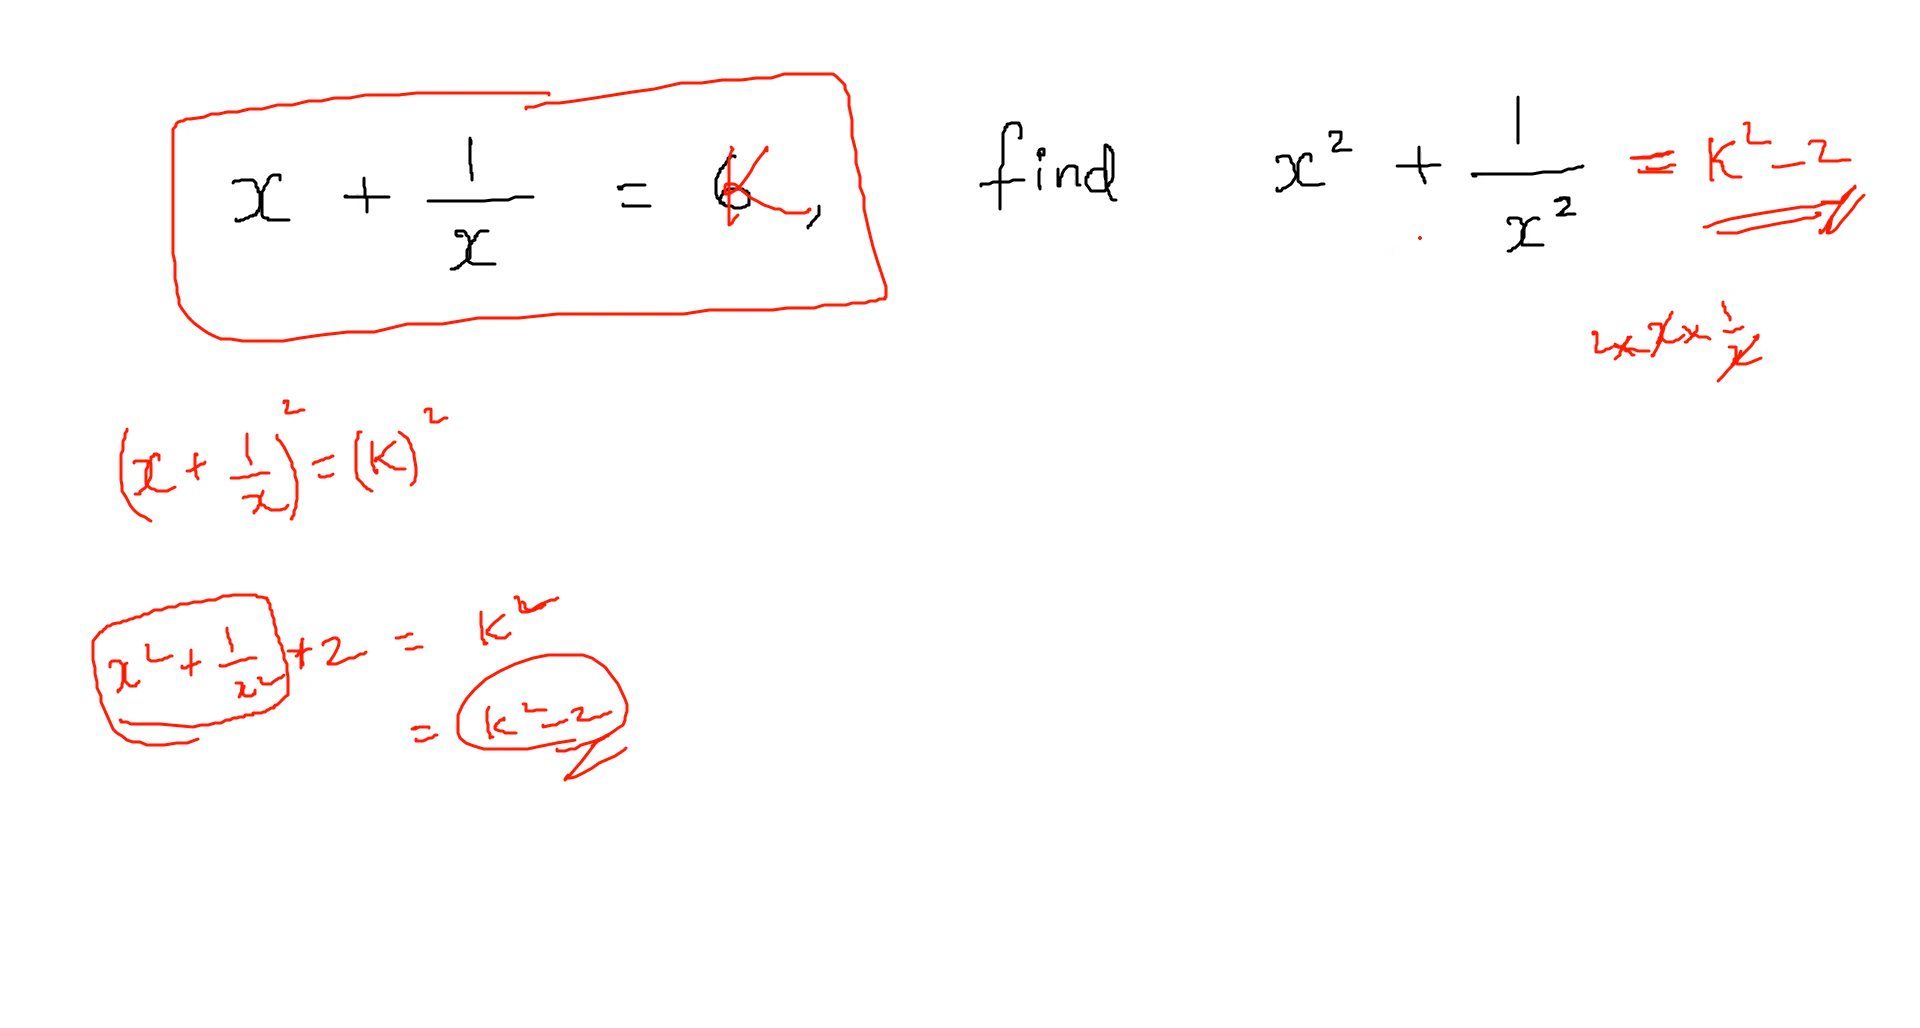 x + 1/x = K, find x² + 1/x² = K² - 2
2 × x × 1/x
(x + 1/x)² = (K)²
x² + 1/x² + 2 = K²
= K² - 2